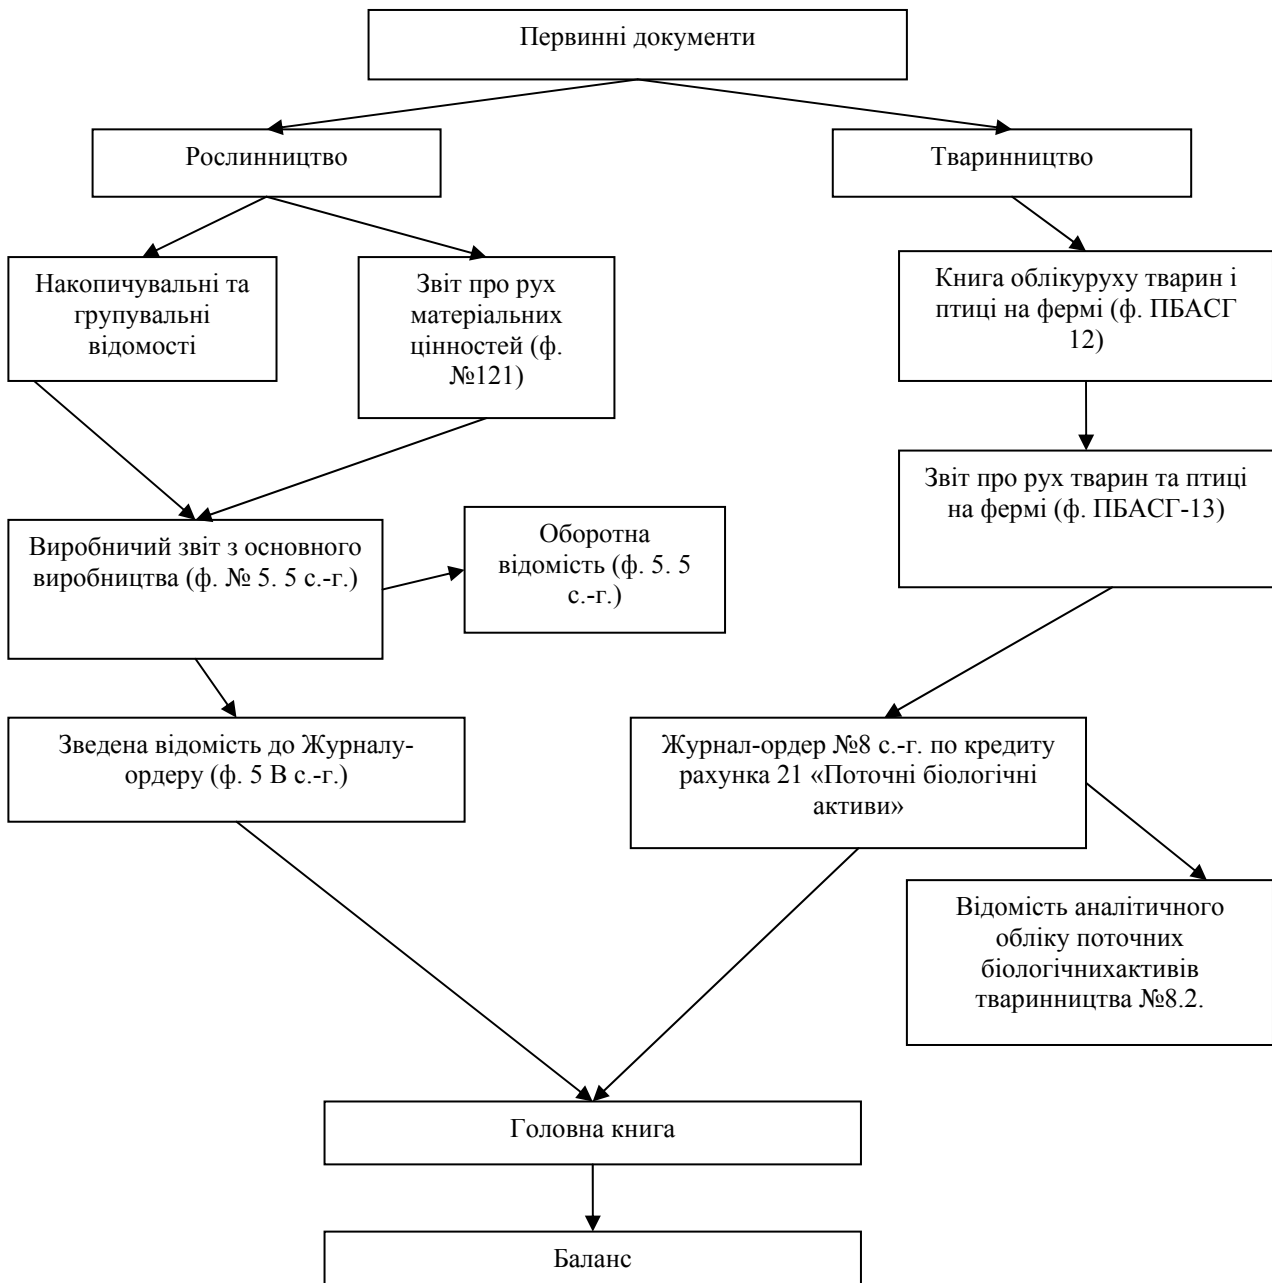 Первинні документи
Рослинництво
Тваринництво
Накопичувальні та
групувальні
відомості
Звіт про рух
матеріальних
цінностей (ф.
№121)
Книга облікуруху тварин і
птиці на фермі (ф. ПБАСГ
12)
Звіт про рух тварин та птиці
на фермі (ф. ПБАСГ-13)
Виробничий звіт з основного
виробництва (ф. № 5. 5 с.-г.)
Оборотна
відомість (ф. 5. 5
с.-г.)
Зведена відомість до Журналу-
ордеру (ф. 5 В с.-г.)
Журнал-ордер №8 с.-г. по кредиту
рахунка 21 «Поточні біологічні
активи»
Відомість аналітичного
обліку поточних
біологічнихактивів
тваринництва №8.2.
Головна книга
Баланс